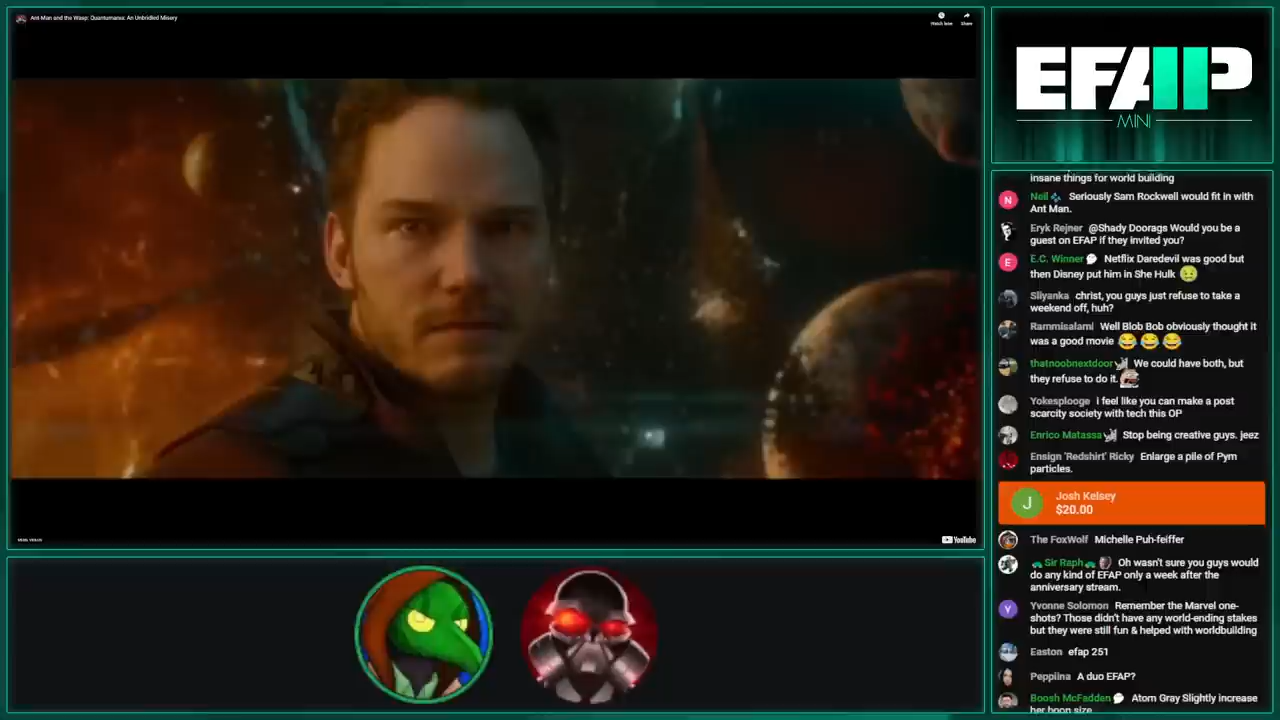 Ant-Man and the Wasp: Quantumania: An Unbridled Misery
Watch later
Share
MORE VIDEOS
YouTube
EFAP
MINI
insane things for world building
Neil Seriously Sam Rockwell would fit in with
Ant Man.
Eryk Rejner @Shady Doorags Would you be a
guest on EFAP if they invited you?
E.C. Winner Netflix Daredevil was good but
then Disney put him in She Hulk
Sliyanka christ, you guys just refuse to take a
weekend off, huh?
Rammisalami Well Blob Bob obviously thought it
was a good movie
thatnoobnextdoor We could have both, but
they refuse to do it.
Yokesplooge i feel like you can make a post
scarcity society with tech this OP
Enrico Matassa Stop being creative guys. jeez
Ensign 'Redshirt' Ricky Enlarge a pile of Pym
particles.
J
Josh Kelsey
$20.00
The FoxWolf Michelle Puh-feiffer
Sir Raph Oh wasn't sure you guys would
do any kind of EFAP only a week after the
anniversary stream.
Yvonne Solomon Remember the Marvel one-
shots? Those didn't have any world-ending stakes
but they were still fun & helped with worldbuilding
Easton efap 251
Peppiina A duo EFAP?
Boosh McFadden Atom Gray Slightly increase
her boon size